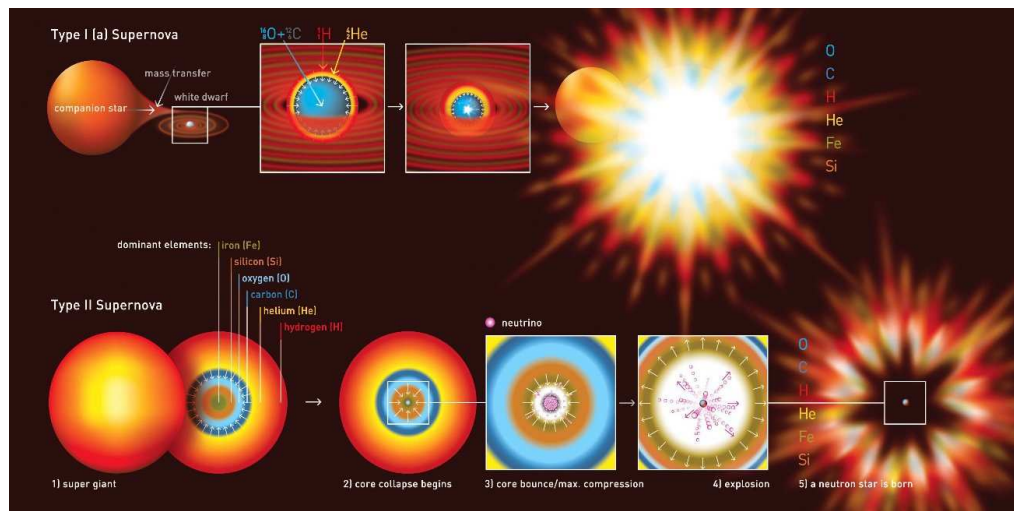 Type I (a) Supernova
mass transfer
companion star
white dwarf
¹⁶₈O+¹²₆C
¹₁H
⁴₂He
O
C
H
He
Fe
Si
dominant elements:
iron (Fe)
silicon (Si)
oxygen (O)
carbon (C)
helium (He)
hydrogen (H)
Type II Supernova
neutrino
O
C
H
He
Fe
Si
1) super giant
2) core collapse begins
3) core bounce/max. compression
4) explosion
5) a neutron star is born